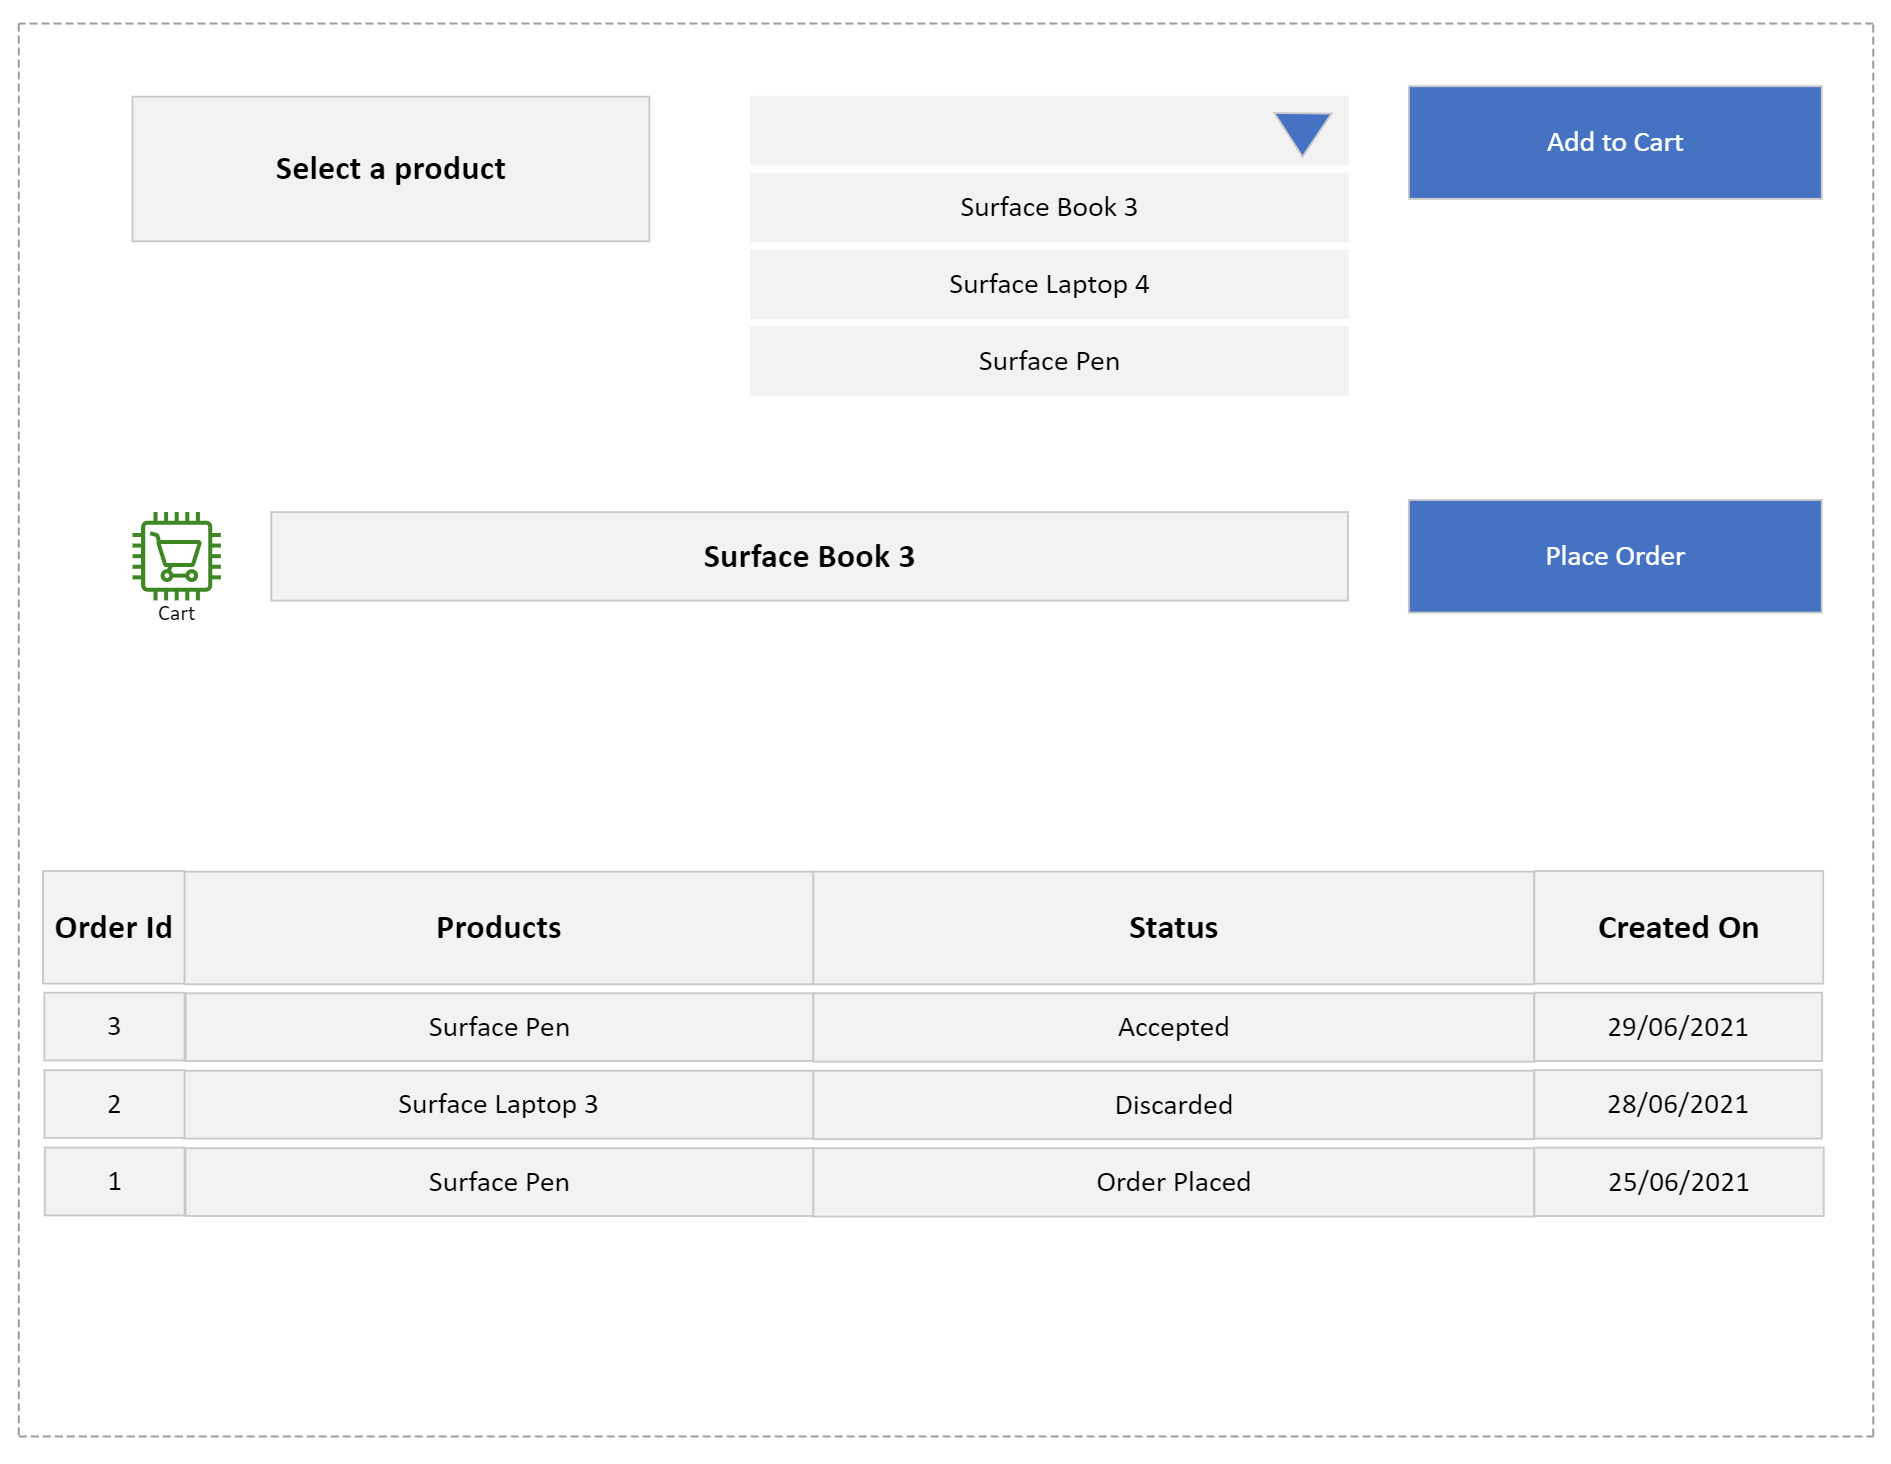 Select a product
Add to Cart
Surface Book 3
Surface Laptop 4
Surface Pen
Cart
Surface Book 3
Place Order
Order Id Products Status Created On
3 Surface Pen Accepted 29/06/2021
2 Surface Laptop 3 Discarded 28/06/2021
1 Surface Pen Order Placed 25/06/2021